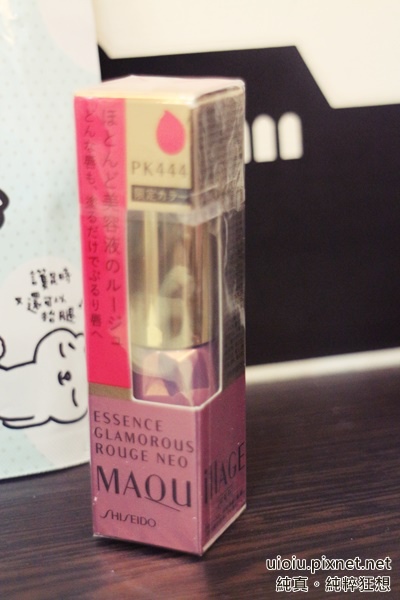 ほとんど美容液のルージュ
どんな唇も、塗るだけでぷるり唇へ
PK444
限定カラー
ESSENCE
GLAMOROUS
ROUGE NEO
MAQUillAGE
SHISEIDO
uioiu.pixnet.net
純真。純粹狂想